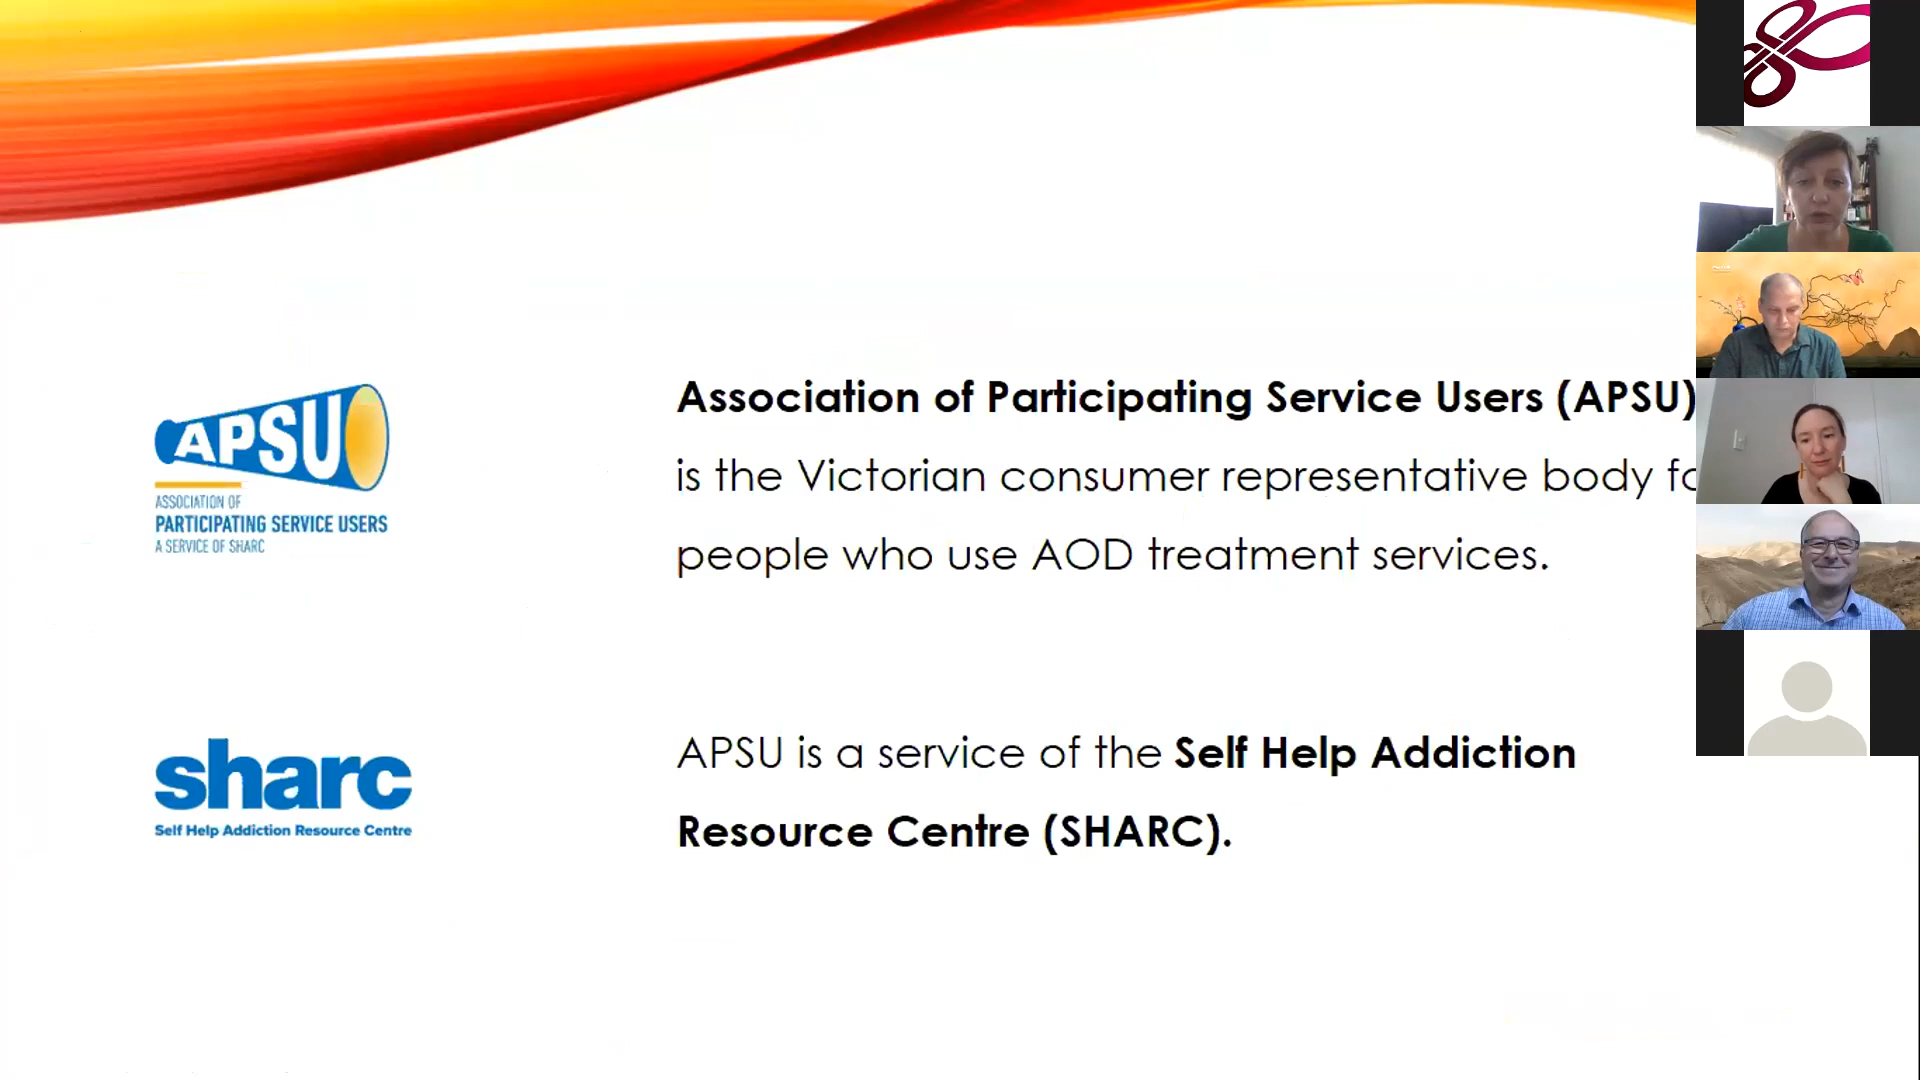 APSU
ASSOCIATION OF
PARTICIPATING SERVICE USERS
A SERVICE OF SHARC
Association of Participating Service Users (APSU)
is the Victorian consumer representative body fo
people who use AOD treatment services.
sharc
Self Help Addiction Resource Centre
APSU is a service of the Self Help Addiction
Resource Centre (SHARC).